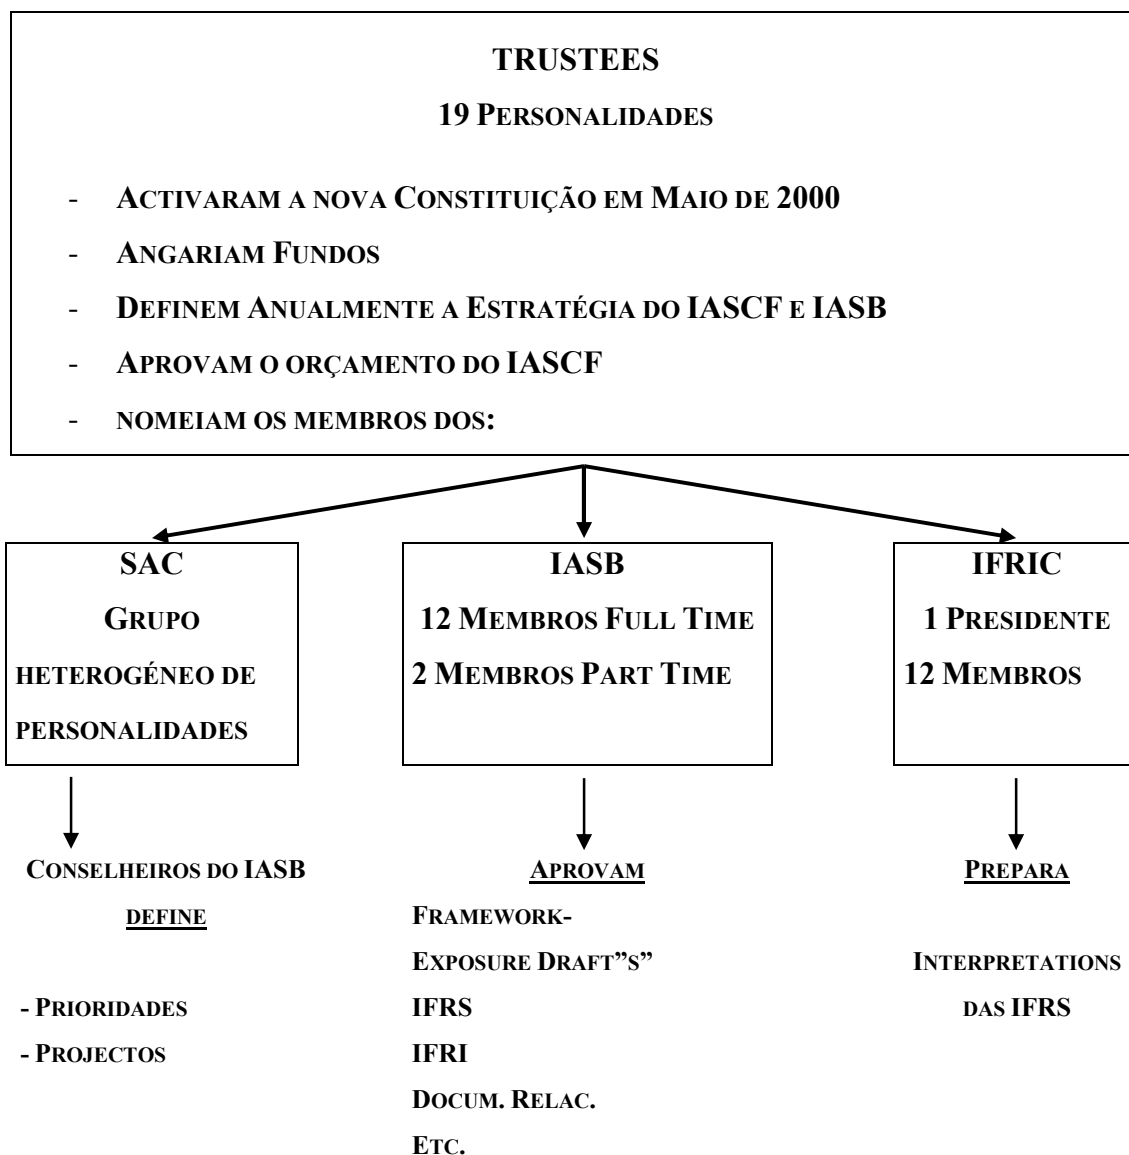 TRUSTEES
19 PERSONALIDADES
- ACTIVARAM A NOVA CONSTITUIÇÃO EM MAIO DE 2000
- ANGARIAM FUNDOS
- DEFINEM ANUALMENTE A ESTRATÉGIA DO IASCF E IASB
- APROVAM O ORÇAMENTO DO IASCF
- NOMEIAM OS MEMBROS DOS:
SAC
GRUPO
HETEROGÉNEO DE
PERSONALIDADES
IASB
12 MEMBROS FULL TIME
2 MEMBROS PART TIME
IFRIC
1 PRESIDENTE
12 MEMBROS
CONSELHEIROS DO IASB
DEFINE
- PRIORIDADES
- PROJECTOS
APROVAM
FRAMEWORK-
EXPOSURE DRAFT”S”
IFRS
IFRI
DOCUM. RELAC.
ETC.
PREPARA
INTERPRETATIONS
DAS IFRS